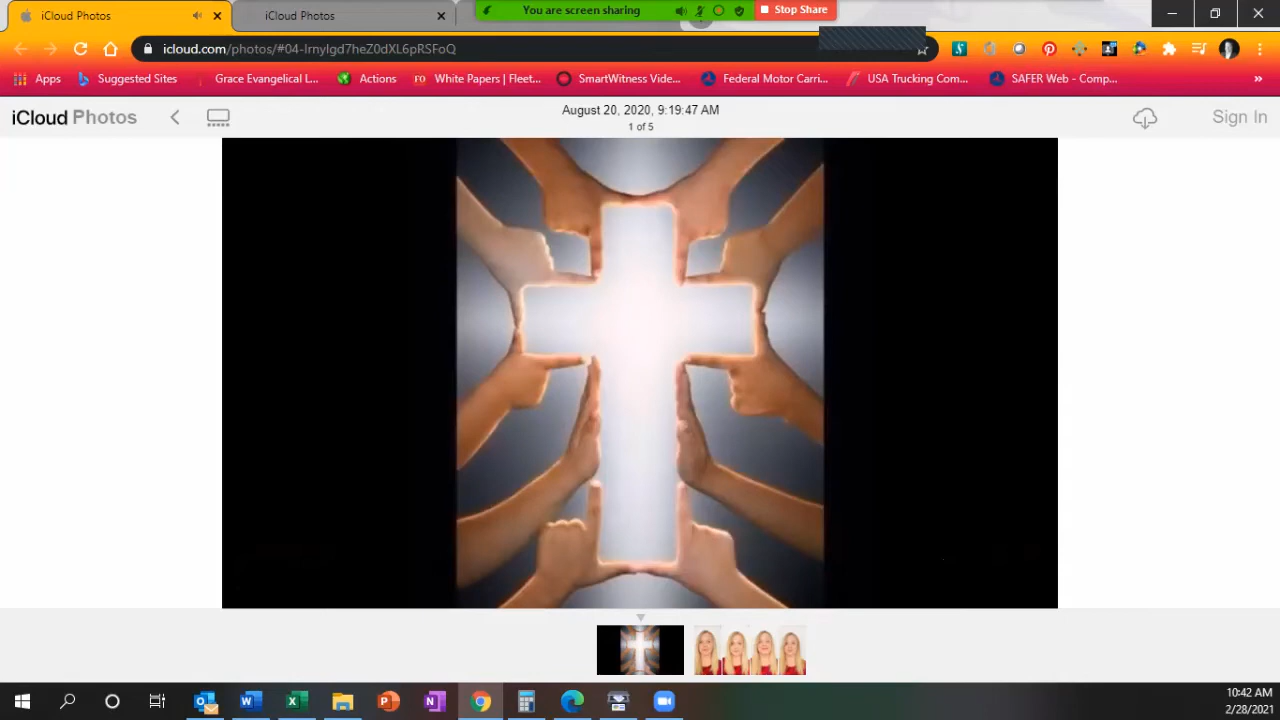 iCloud Photos
iCloud Photos
You are screen sharing
Stop Share
icloud.com/photos/#04-
Apps
Suggested Sites
Grace Evangelical L...
Actions
FO White Papers | Fleet...
SmartWitness Vide...
Federal Motor Carri...
USA Trucking Com...
SAFER Web - Comp...
»
iCloud Photos
August 20, 2020, 9:19:47 AM
1 of 5
Sign In
10:42 AM
2/28/2021